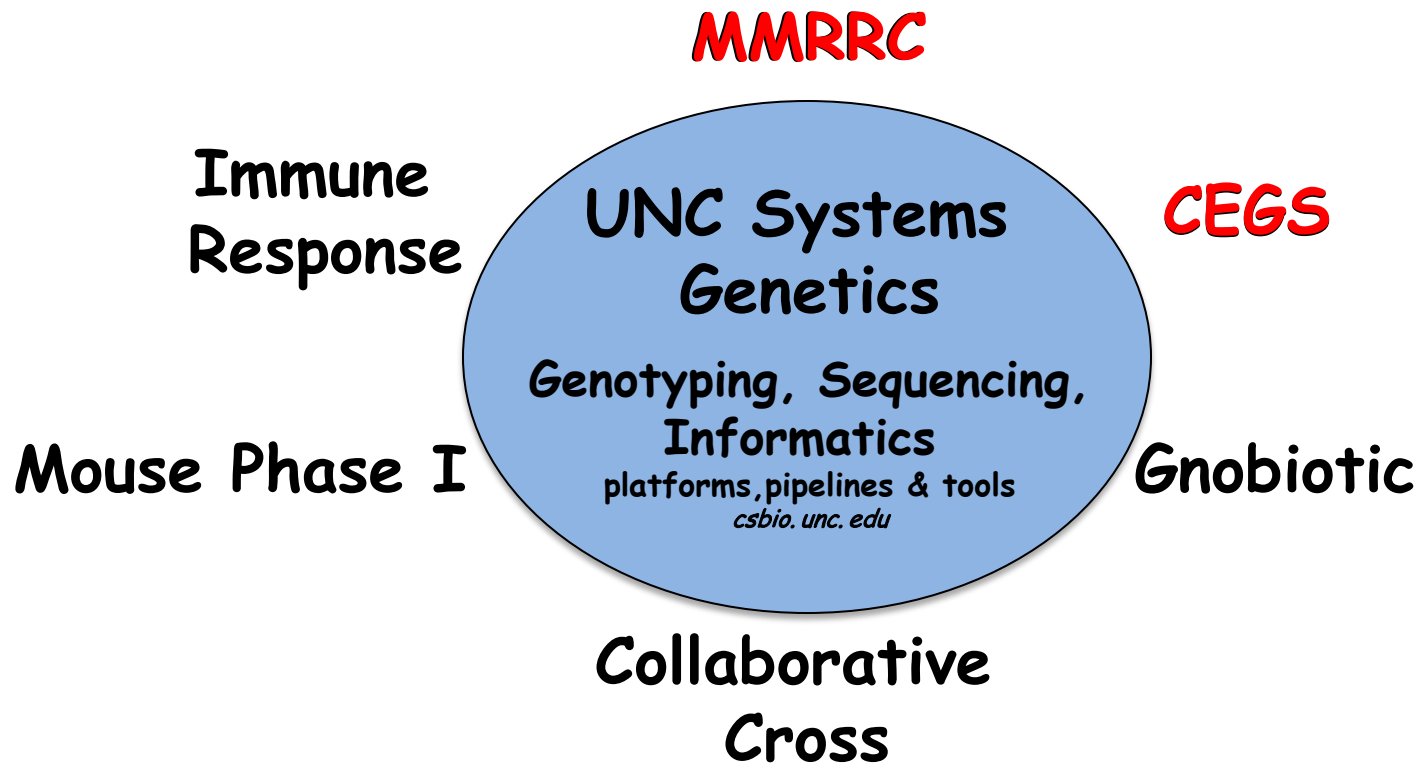 MMRRC
Immune
Response
CEGS
UNC Systems
Genetics
Genotyping, Sequencing,
Informatics
platforms,pipelines & tools
csbio.unc.edu
Mouse Phase I
Gnobiotic
Collaborative
Cross